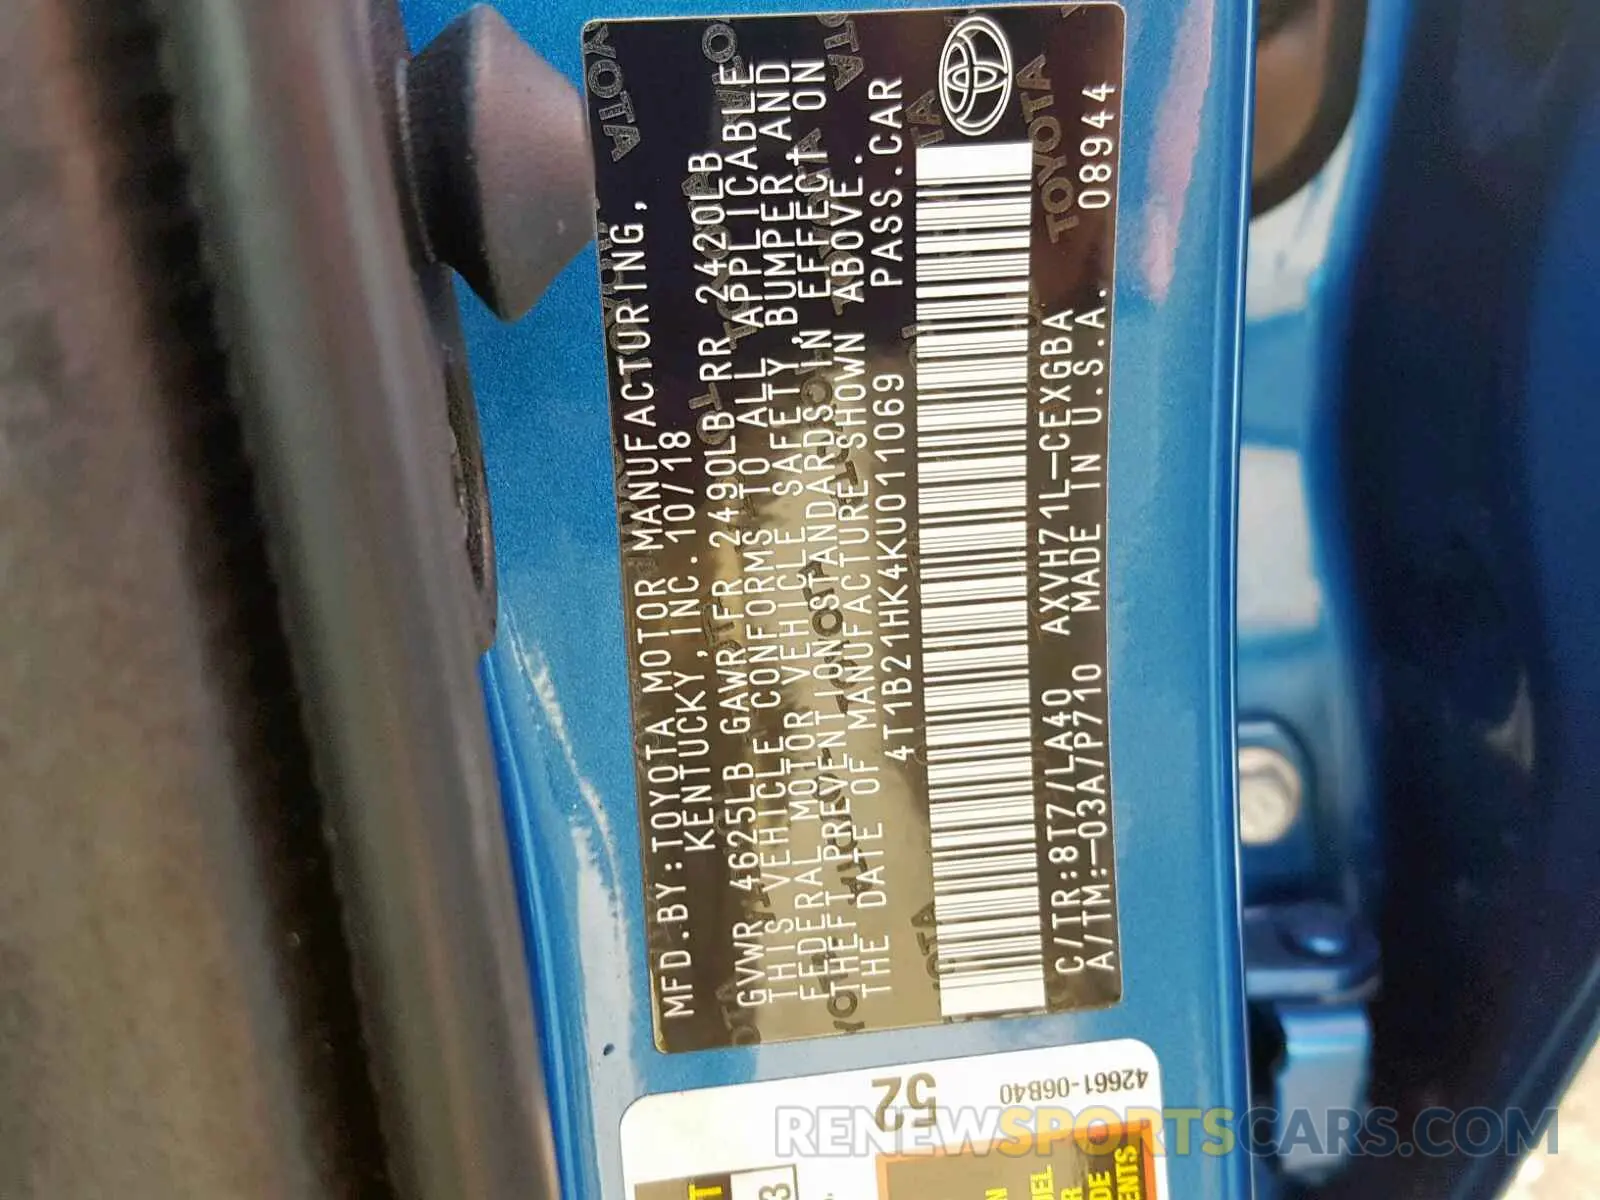 MFD.BY:TOYOTA MOTOR MANUFACTURING,
KENTUCKY,INC. 10/18
GVWR 4625LB GAWR FR 2490LB RR 2420LB
THIS VEHICLE CONFORMS TO ALL APPLICABLE
FEDERAL MOTOR VEHICLE SAFETY,BUMPER AND
THEFT PREVENTION STANDARDS IN EFFECT ON
THE DATE OF MANUFACTURE SHOWN ABOVE.
4T1B21HK4KU011069 PASS.CAR
C/TR:8T7/LA40 AXVH71L-CEXGBA
A/TM:-03A/P710 MADE IN U.S.A. 08944
TOYOTA
52
42661-06B40
RENEWSPORTSCARS.COM